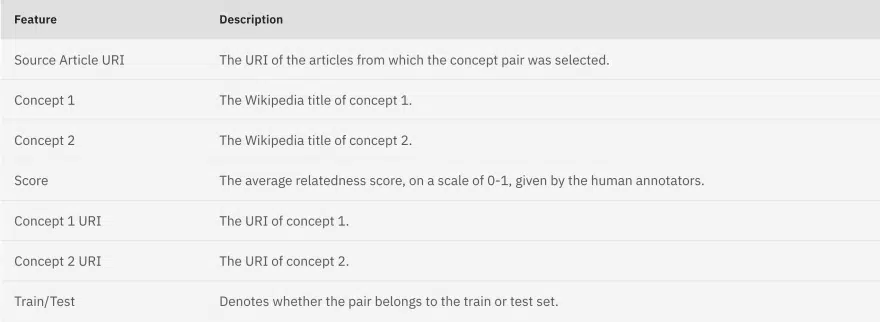 Feature Description
Source Article URI The URI of the articles from which the concept pair was selected.
Concept 1 The Wikipedia title of concept 1.
Concept 2 The Wikipedia title of concept 2.
Score The average relatedness score, on a scale of 0-1, given by the human annotators.
Concept 1 URI The URI of concept 1.
Concept 2 URI The URI of concept 2.
Train/Test Denotes whether the pair belongs to the train or test set.